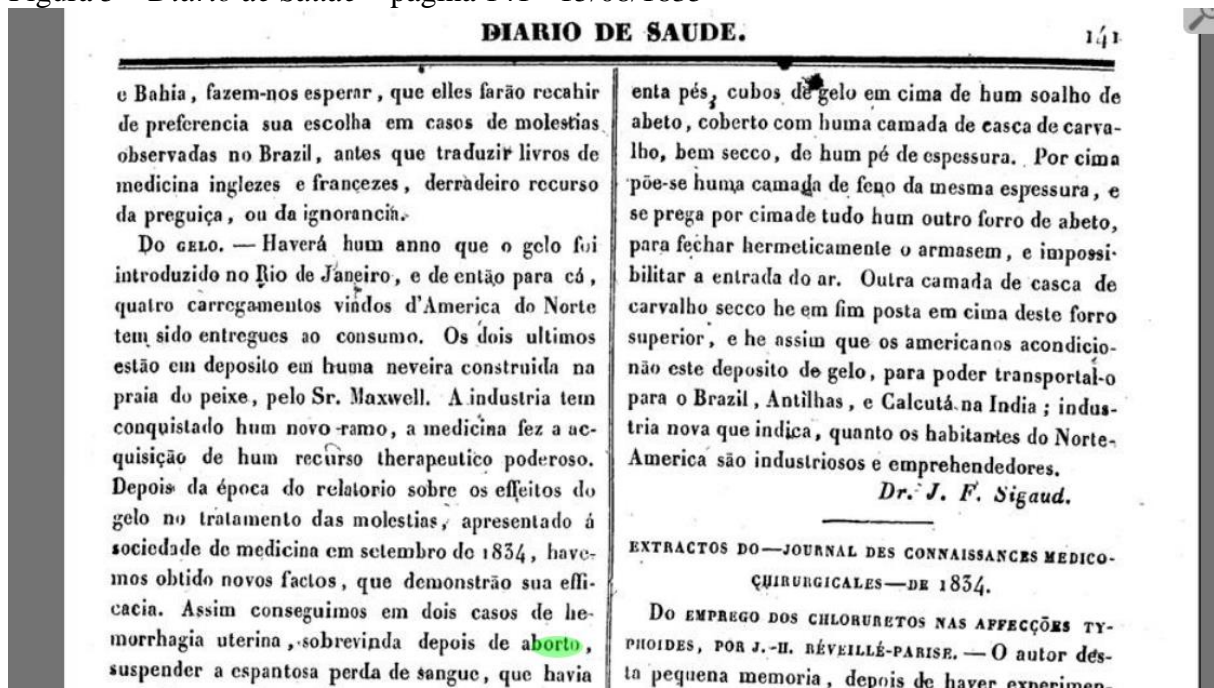 DIARIO DE SAUDE.
141
e Bahia, fazem-nos esperar, que elles farão recahir
de preferencia sua escolha em casos de molestias
observadas no Brazil, antes que traduzir livros de
medicina inglezes e francezes, derradeiro recurso
da preguiça, ou da ignorancia.
Do GELO. — Haverá hum anno que o gelo foi
introduzido no Rio de Janeiro, e de então para cá,
quatro carregamentos vindos d'America do Norte
tem sido entregues ao consumo. Os dois ultimos
estão em deposito em huma neveira construida na
praia do peixe, pelo Sr. Maxwell. A industria tem
conquistado hum novo ramo, a medicina fez a ac-
quisição de hum recurso therapeutico poderoso.
Depois da época do relatorio sobre os effeitos do
gelo no tratamento das molestias, apresentado á
sociedade de medicina em setembro de 1834, have-
mos obtido novos factos, que demonstrão sua effi-
cacia. Assim conseguimos em dois casos de he-
morrhagia uterina, sobrevinda depois de aborto,
suspender a espantosa perda de sangue, que havia
enta pés, cubos de gelo em cima de hum soalho de
abeto, coberto com huma camada de casca de carva-
lho, bem secco, de hum pé de espessura. Por cima
põe-se huma camada de feno da mesma espressura, e
se prega por cimade tudo hum outro forro de abeto,
para fechar hermeticamente o armasem, e impossi-
bilitar a entrada do ar. Outra camada de casca de
carvalho secco he em fim posta em cima deste forro
superior, e he assim que os americanos acondicio-
não este deposito de gelo, para poder transportal-o
para o Brazil, Antilhas, e Calcutá na India; indus-
tria nova que indica, quanto os habitantes do Norte-
America são industriosos e emprehendedores.
Dr. J. F. Sigaud.
EXTRACTOS DO—JOURNAL DES CONNAISSANCES MEDICO-
ÇHIRURGICALES—DE 1834.
Do EMPREGO DOS CHLORURETOS NAS AFFECÇÕES TY-
PHOIDES, POR J.-H. RÉVEILLÉ-PARISE. — O autor des-
ta pequena memoria, depois de haver experimen-